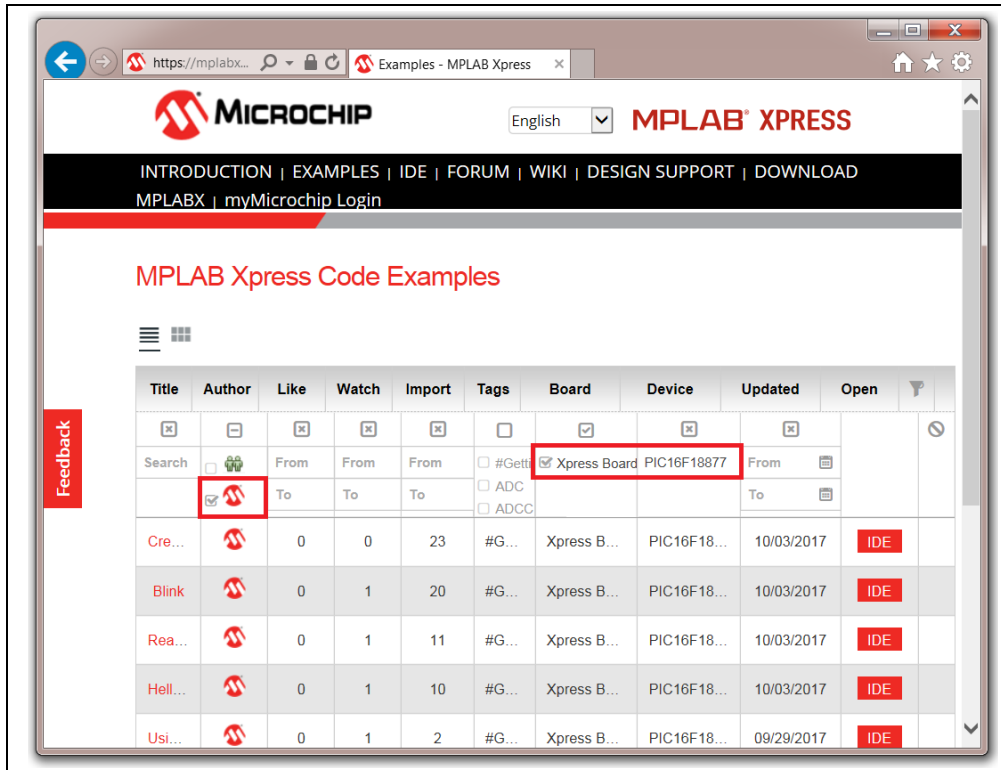 https://mplabx...
Examples - MPLAB Xpress
MICROCHIP
English
MPLAB® XPRESS
INTRODUCTION | EXAMPLES | IDE | FORUM | WIKI | DESIGN SUPPORT | DOWNLOAD
MPLABX | myMicrochip Login
MPLAB Xpress Code Examples
Feedback
Title Author Like Watch Import Tags Board Device Updated Open
Search From From From #Getti Xpress Board PIC16F18877 From
To To To ADC To
ADCC
Cre... 0 0 23 #G... Xpress B... PIC16F18... 10/03/2017 IDE
Blink 0 1 20 #G... Xpress B... PIC16F18... 10/03/2017 IDE
Rea... 0 1 11 #G... Xpress B... PIC16F18... 10/03/2017 IDE
Hell... 0 1 10 #G... Xpress B... PIC16F18... 10/03/2017 IDE
Usi... 0 1 2 #G... Xpress B... PIC16F18... 09/29/2017 IDE